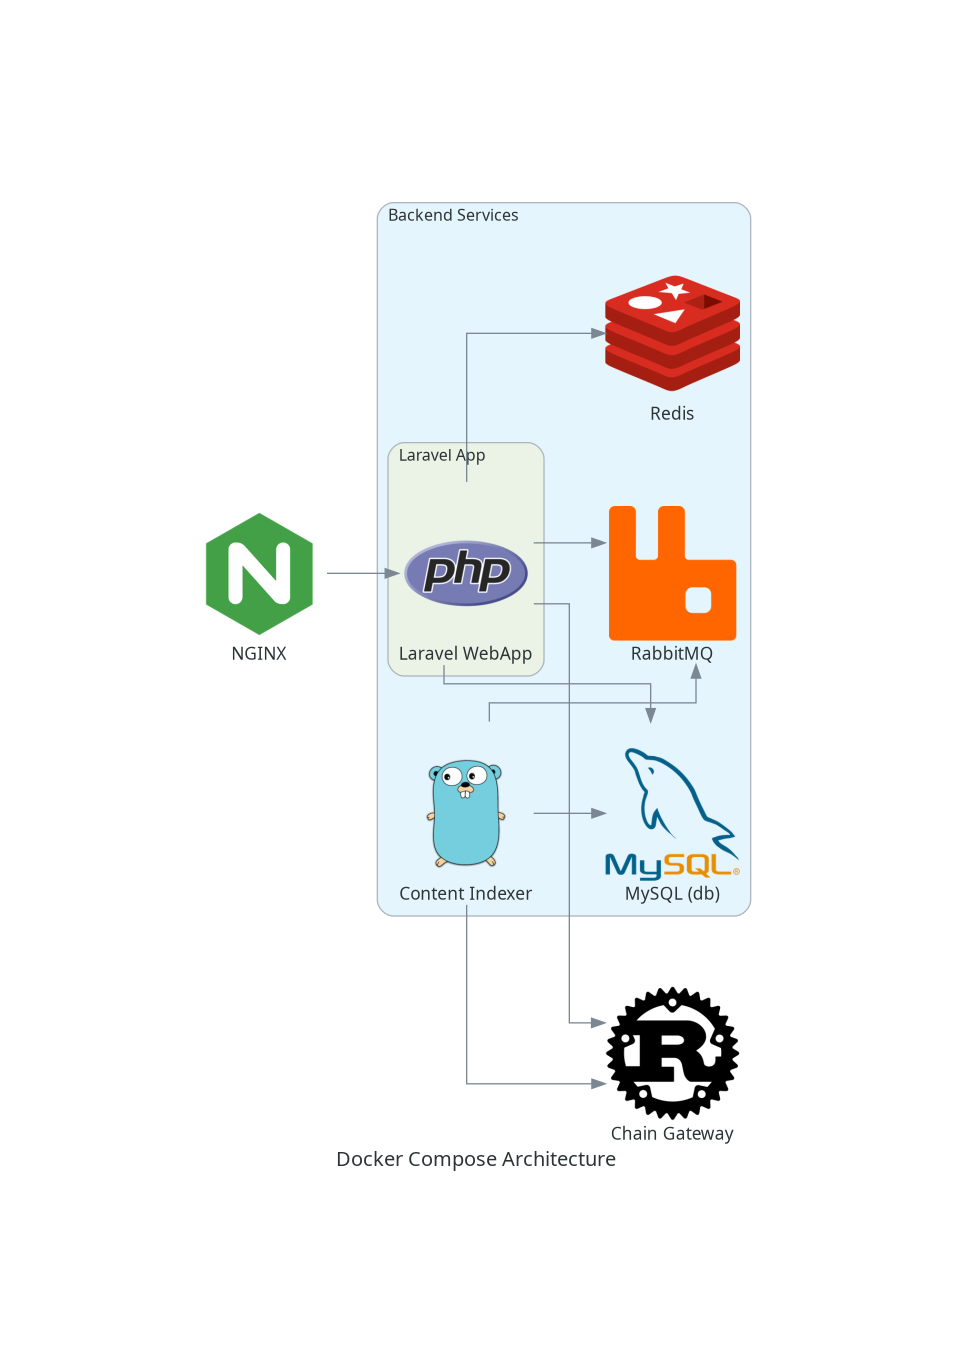 Backend Services
Redis
Laravel App
N
php
NGINX
Laravel WebApp
RabbitMQ
MySQL®
Content Indexer
MySQL (db)
R
Chain Gateway
Docker Compose Architecture